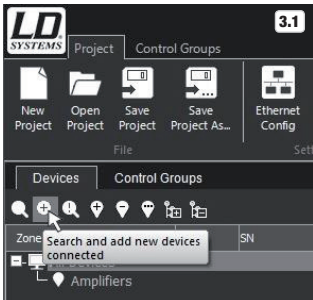 LD
SYSTEMS
3.1
Project Control Groups
New Project
Open Project
Save Project
Save Project As...
Ethernet Config
File
Sett
Devices Control Groups
Zone SN
Search and add new devices
connected
Devices
Amplifiers